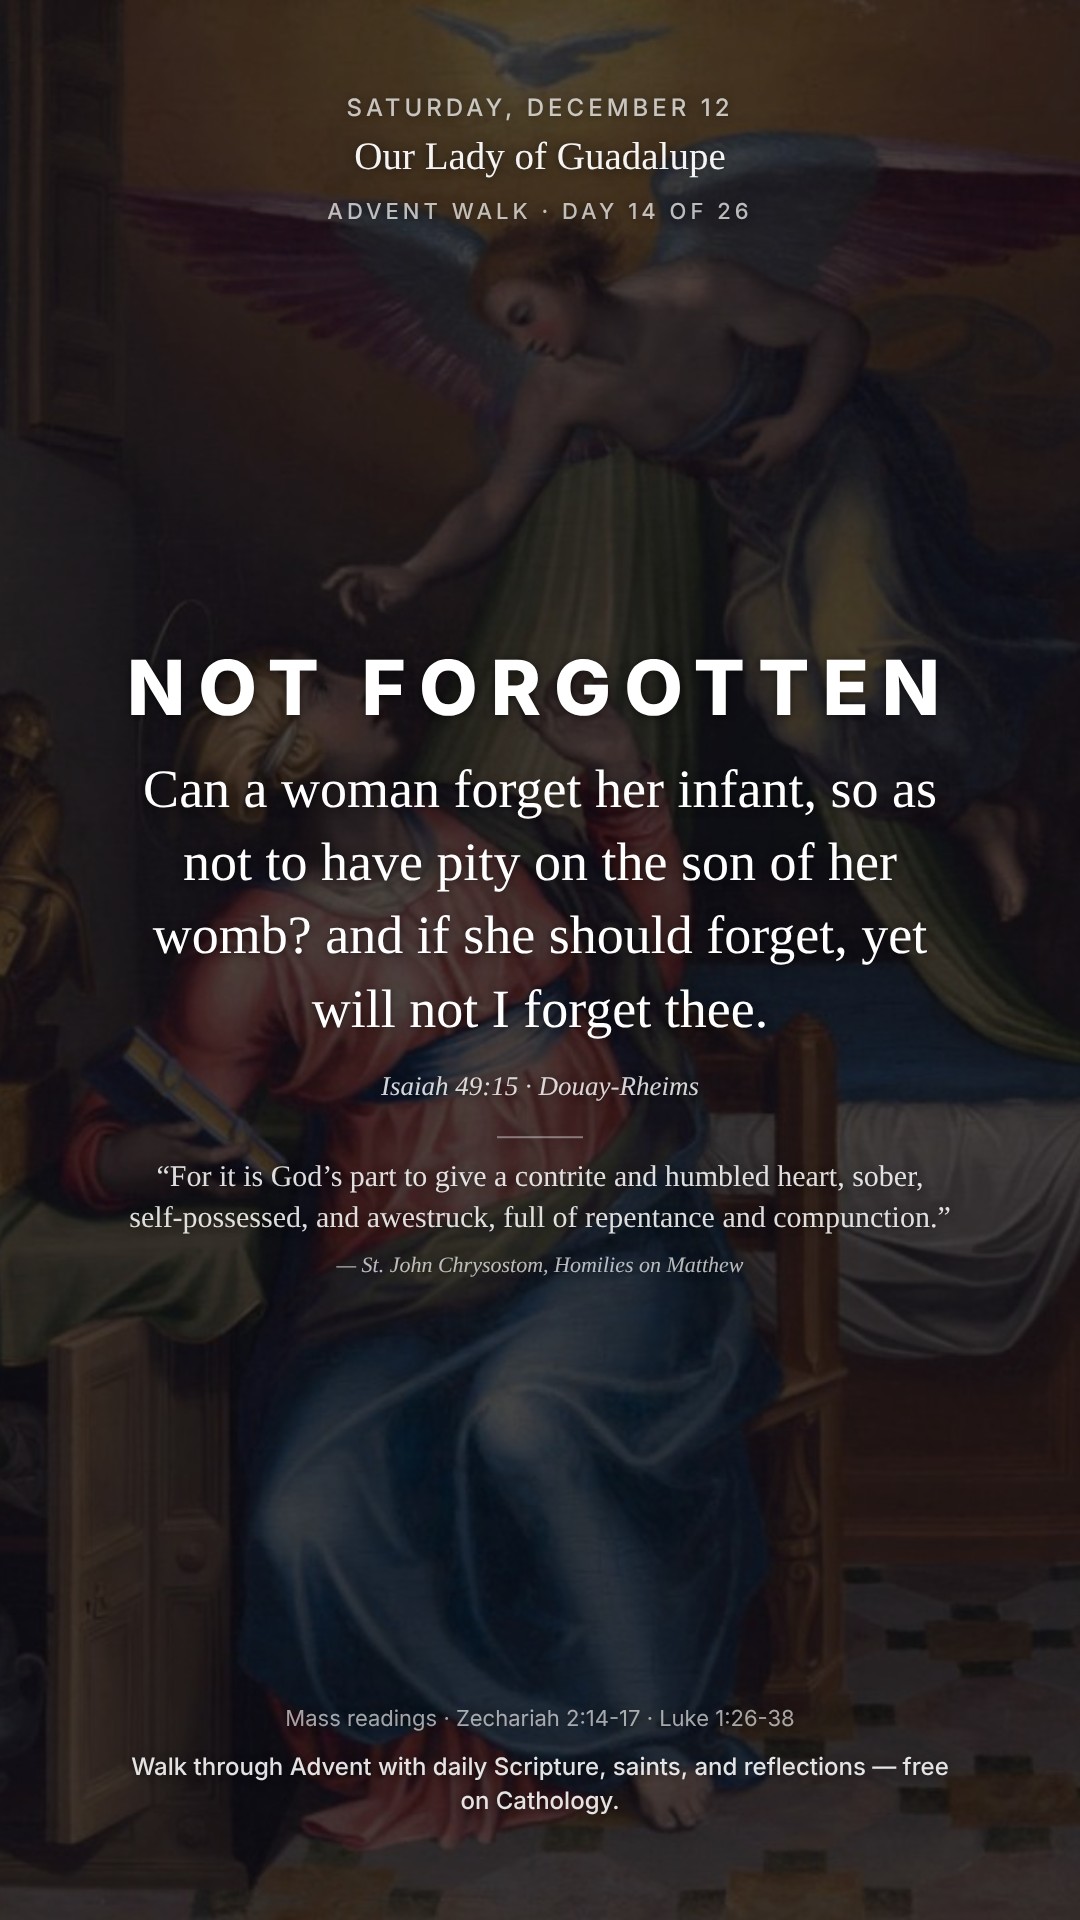 SATURDAY, DECEMBER 12
Our Lady of Guadalupe
ADVENT WALK · DAY 14 OF 26
NOT FORGOTTEN
Can a woman forget her infant, so as
not to have pity on the son of her
womb? and if she should forget, yet
will not I forget thee.
Isaiah 49:15 · Douay-Rheims
“For it is God’s part to give a contrite and humbled heart, sober,
self-possessed, and awestruck, full of repentance and compunction.”
— St. John Chrysostom, Homilies on Matthew
Mass readings · Zechariah 2:14-17 · Luke 1:26-38
Walk through Advent with daily Scripture, saints, and reflections — free
on Cathology.